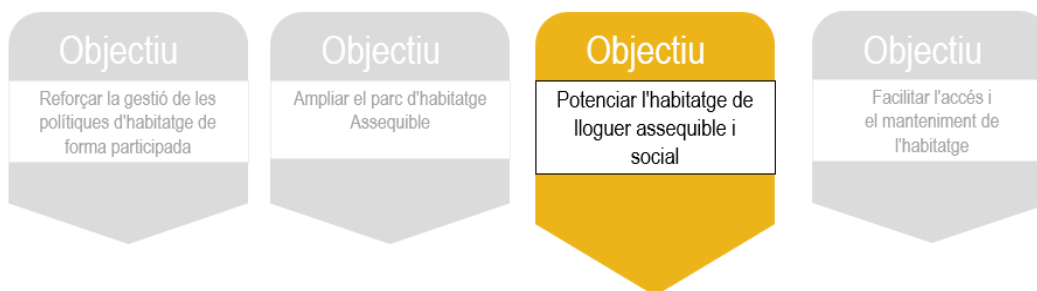 Objectiu
Reforçar la gestió de les
polítiques d'habitatge de
forma participada
Objectiu
Ampliar el parc d'habitatge
Assequible
Objectiu
Potenciar l'habitatge de
lloguer assequible i
social
Objectiu
Facilitar l'accés i
el manteniment de
l'habitatge